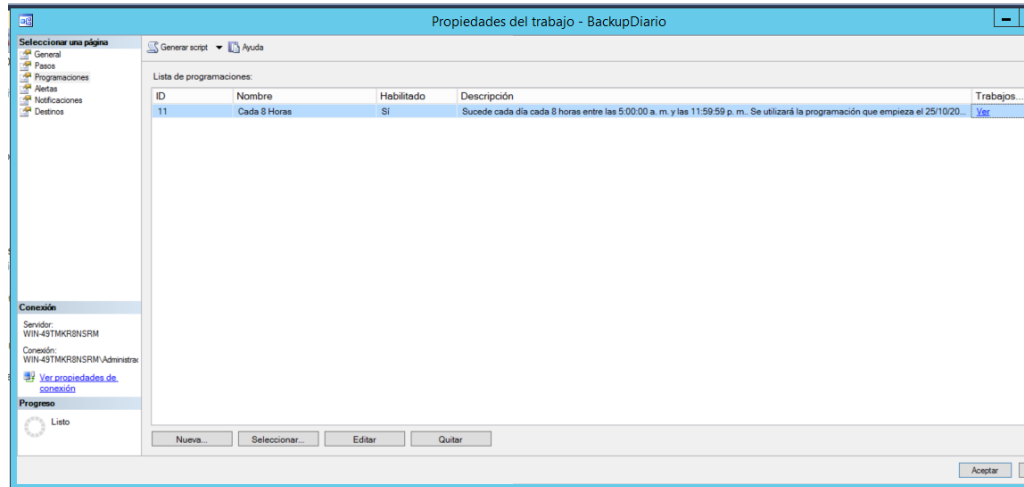 Propiedades del trabajo - BackupDiario
Seleccionar una página
General
Pasos
Programaciones
Alertas
Notificaciones
Destinos
Generar script
Ayuda
Lista de programaciones:
ID Nombre Habilitado Descripción Trabajos...
11 Cada 8 Horas Sí Sucede cada día cada 8 horas entre las 5:00:00 a. m. y las 11:59:59 p. m.. Se utilizará la programación que empieza el 25/10/20... Ver
Conexión
Servidor:
WIN-49TMKR8NSRM
Conexión:
WIN-49TMKR8NSRM\Administrac
Ver propiedades de
conexión
Progreso
Listo
Nueva... Seleccionar... Editar Quitar
Aceptar